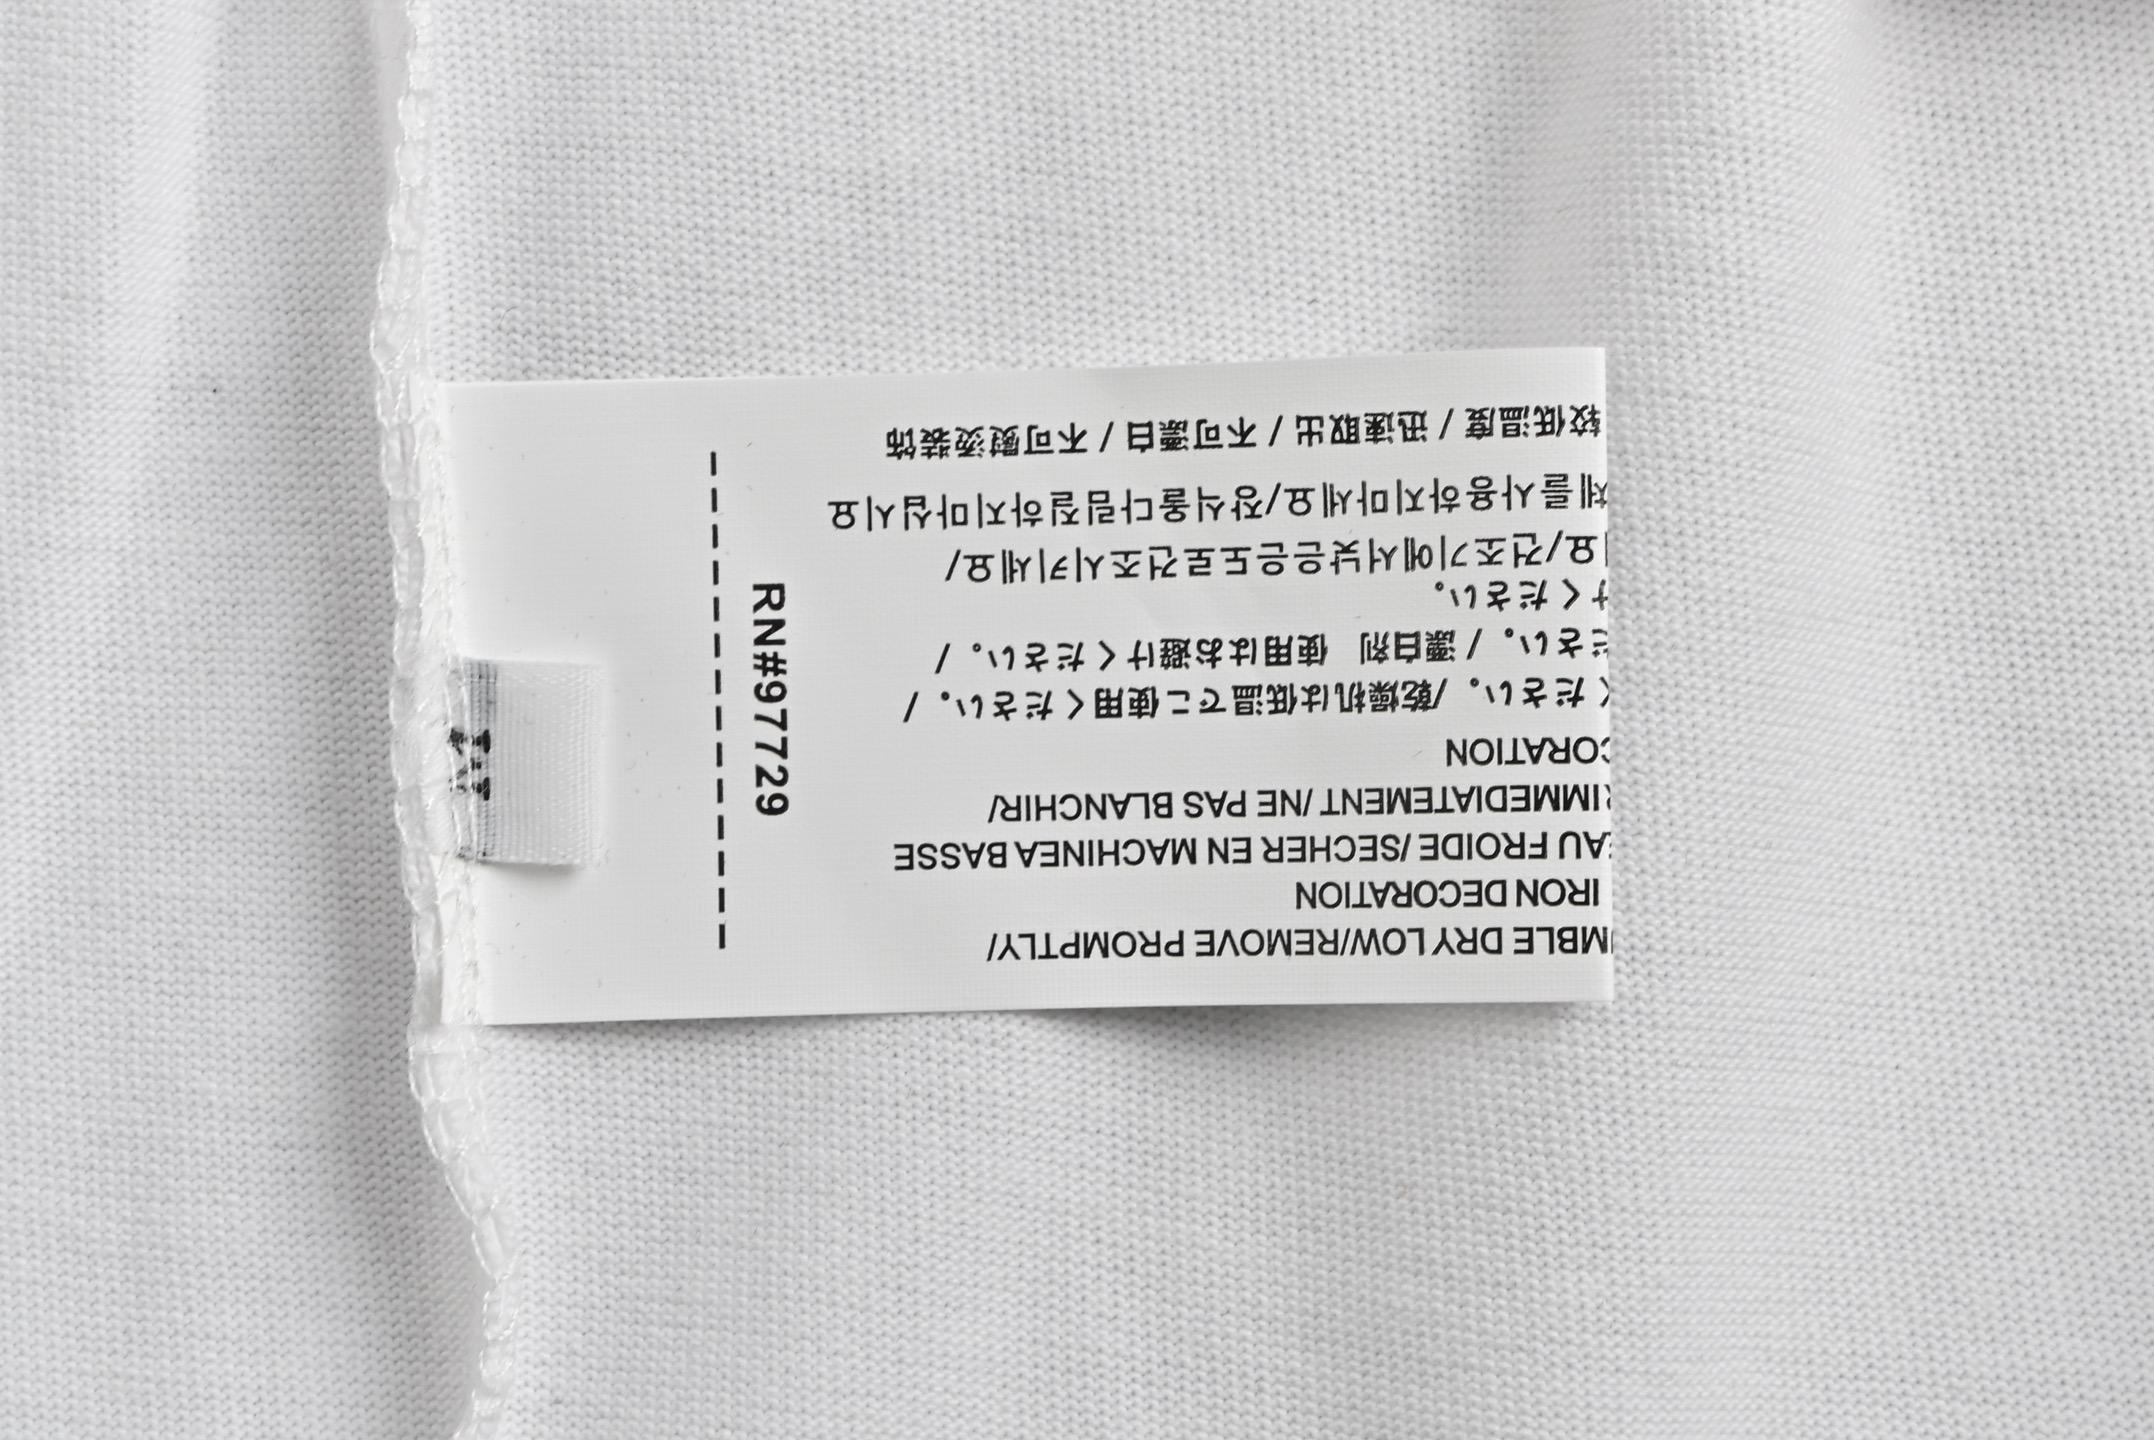 MBLE DRY LOW/REMOVE PROMPTLY/
IRON DECORATION
AU FROIDE /SECHER EN MACHINEA BASSE
IMMEDIATEMENT /NE PAS BLANCHIR/
CORATION
ください。/乾燥机は低温でご使用ください。/
ださい。/ 漂白剤 使用はお避けください。/
けください。
요/건조기에서낮은온도로건조시키세요/
제를사용하지마세요/장식을다림질하지마십시요
较低温度 / 迅速取出 / 不可漂白 / 不可熨烫装饰
RN#97729